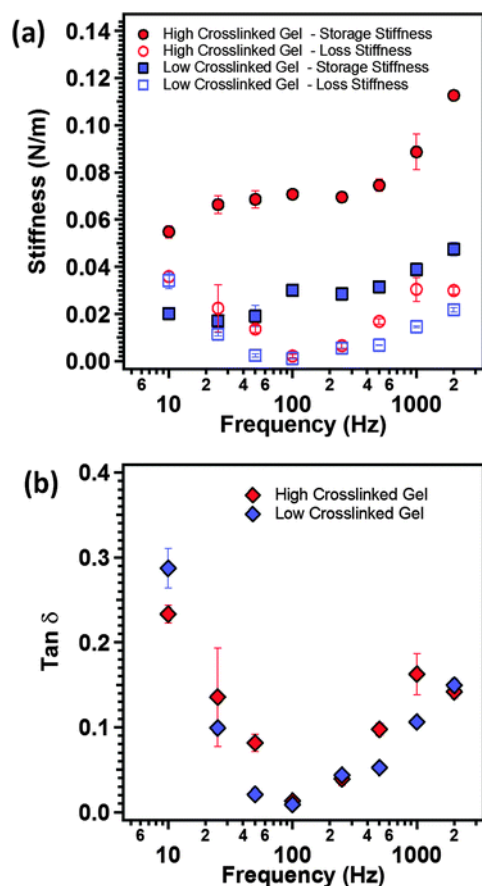 (a)
High Crosslinked Gel - Storage Stiffness
High Crosslinked Gel - Loss Stiffness
Low Crosslinked Gel - Storage Stiffness
Low Crosslinked Gel - Loss Stiffness
0.14
0.12
0.10
0.08
0.06
0.04
0.02
0.00
Stiffness (N/m)
6 10 2 4 6 100 2 4 6 1000 2
Frequency (Hz)
(b)
High Crosslinked Gel
Low Crosslinked Gel
0.4
0.3
0.2
0.1
0.0
Tan δ
6 10 2 4 6 100 2 4 6 1000 2
Frequency (Hz)